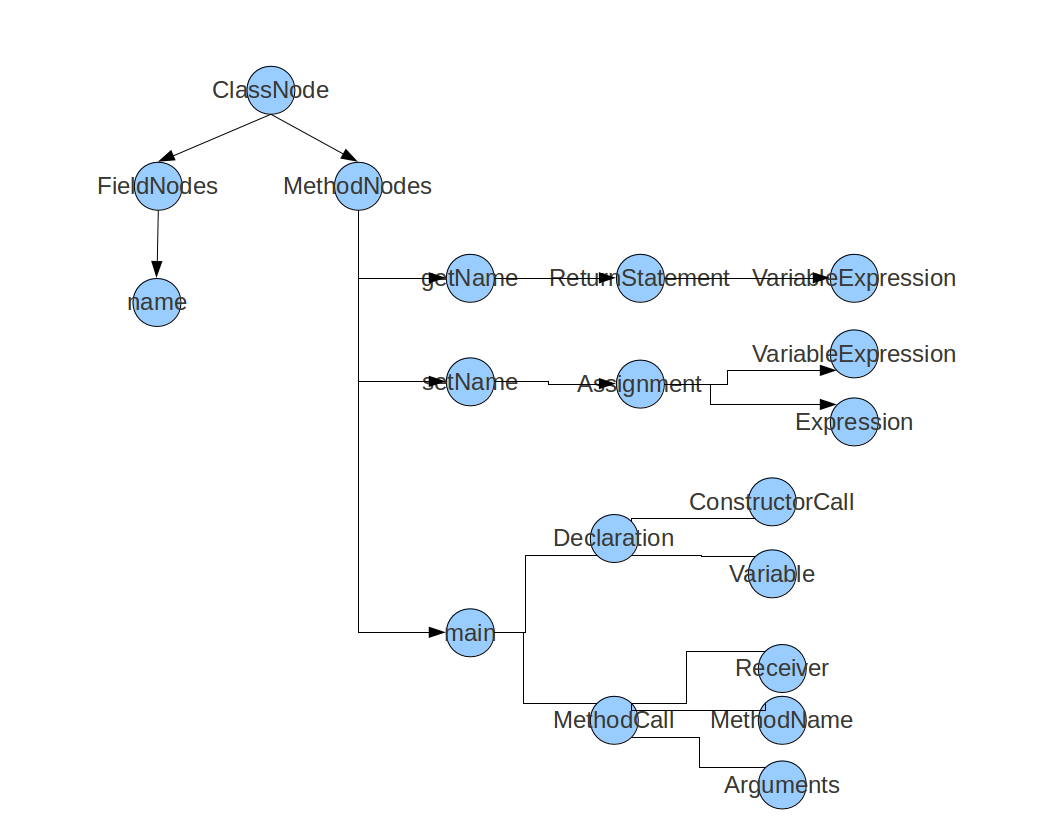 ClassNode
FieldNodes
MethodNodes
name
getName
ReturnStatement
VariableExpression
setName
Assignment
VariableExpression
Expression
main
Declaration
ConstructorCall
Variable
MethodCall
Receiver
MethodName
Arguments